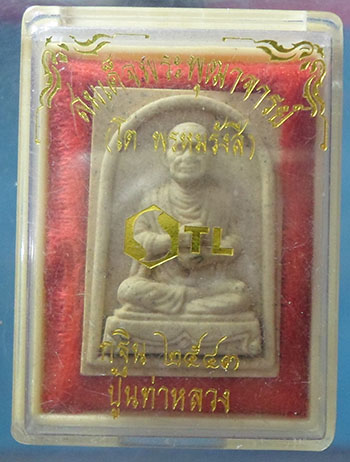 สมเด็จพระพุฒาจารย์
(โต พรหมรังสี)
TL
กฐิน ๒๕๔๓
ปูนท่าหลวง